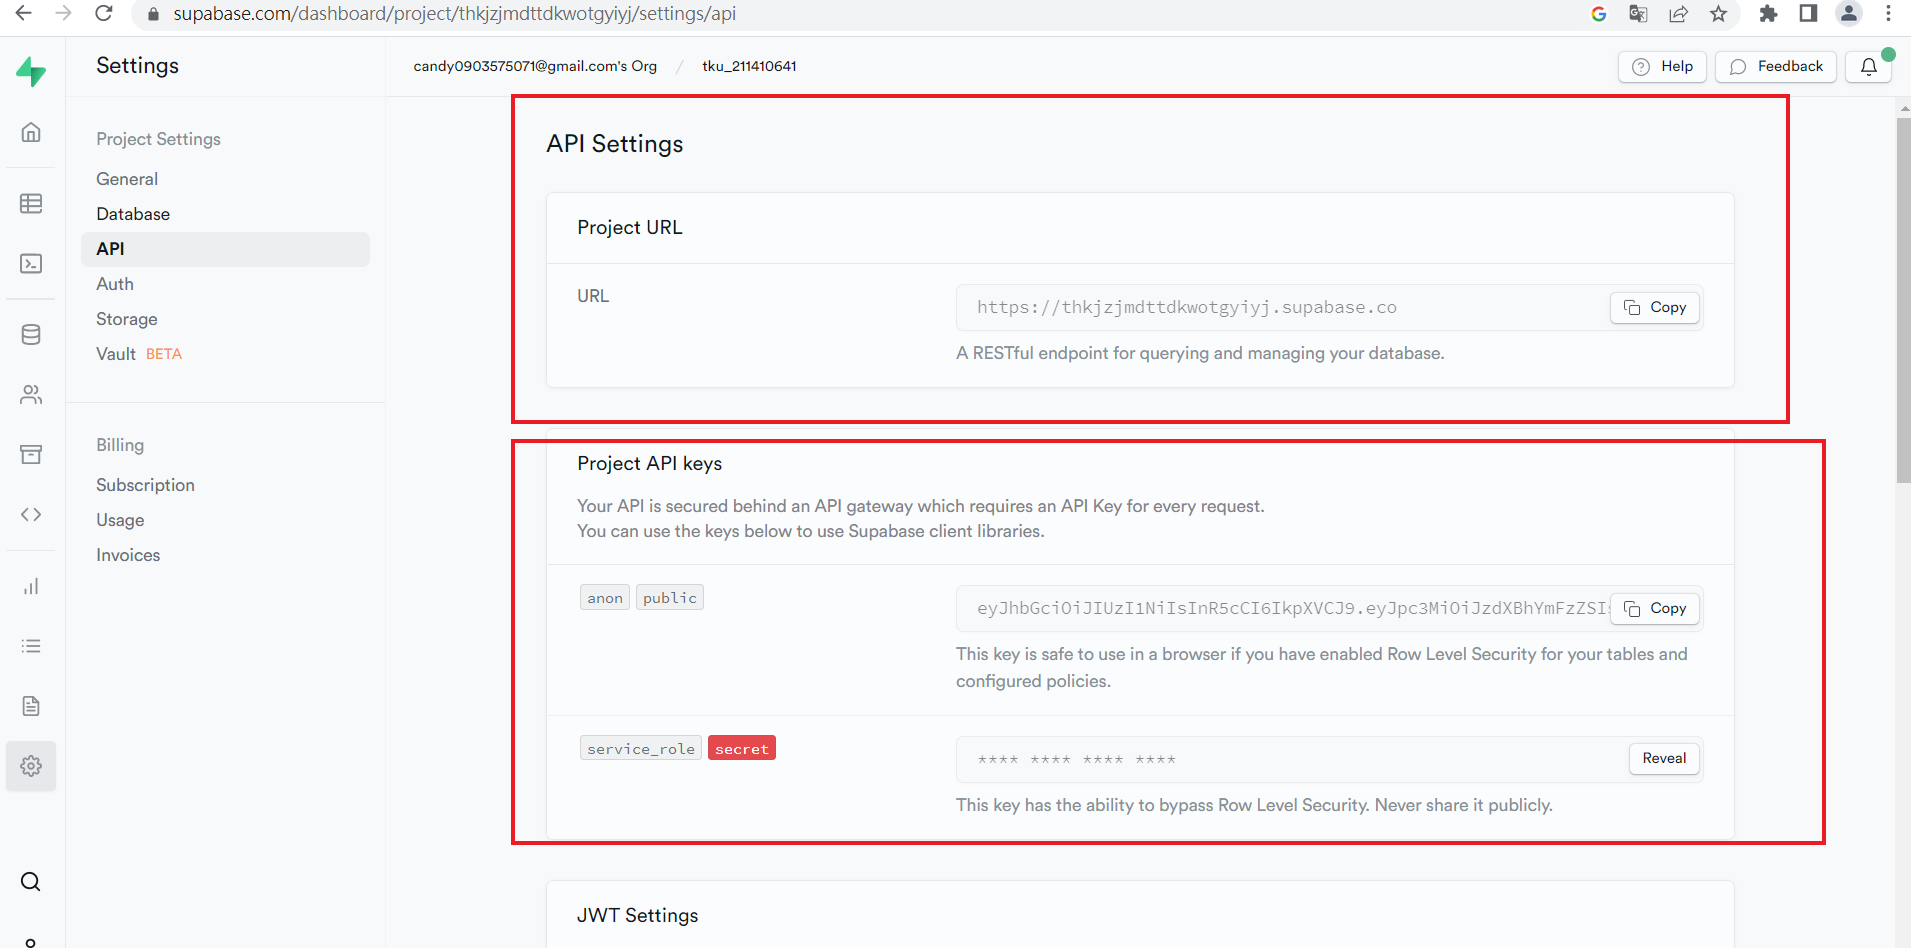 supabase.com/dashboard/project/thkjzjmdttdkwotgyiyj/settings/api
Settings
candy0903575071@gmail.com's Org / tku_211410641
Help
Feedback
Project Settings
General
Database
API
Auth
Storage
Vault BETA
Billing
Subscription
Usage
Invoices
API Settings
Project URL
URL
https://thkjzjmdttdkwotgyiyj.supabase.co
Copy
A RESTful endpoint for querying and managing your database.
Project API keys
Your API is secured behind an API gateway which requires an API Key for every request.
You can use the keys below to use Supabase client libraries.
anon public
eyJhbGciOiJIUzI1NiIsInR5cCI6IkpXVCJ9.eyJpc3MiOiJzdXBhYmFzZSIs
Copy
This key is safe to use in a browser if you have enabled Row Level Security for your tables and
configured policies.
service_role secret
**** **** **** ****
Reveal
This key has the ability to bypass Row Level Security. Never share it publicly.
JWT Settings